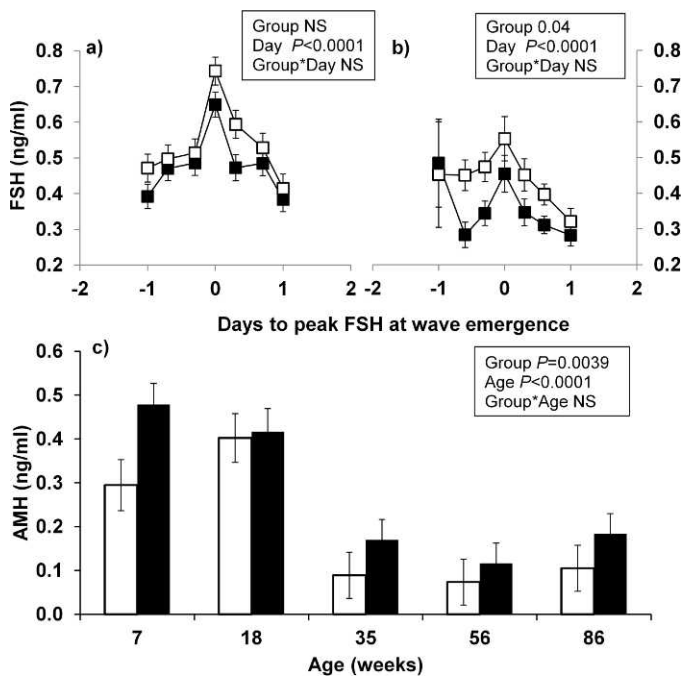 Group NS
Day P<0.0001
Group*Day NS
Group 0.04
Day P<0.0001
Group*Day NS
a)
b)
0.8
0.7
0.6
0.5
0.4
0.3
0.2
FSH (ng/ml)
0.8
0.7
0.6
0.5
0.4
0.3
0.2
-2 -1 0 1 2
-2 -1 0 1 2
Days to peak FSH at wave emergence
c)
Group P=0.0039
Age P<0.0001
Group*Age NS
0.6
0.5
0.4
0.3
0.2
0.1
0.0
AMH (ng/ml)
7 18 35 56 86
Age (weeks)